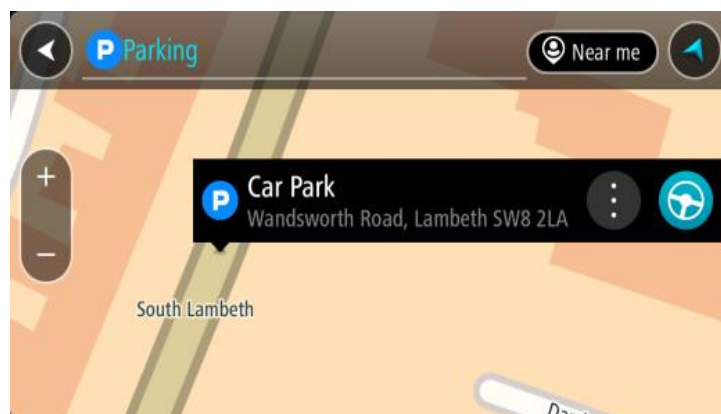 P Parking
Near me
+
P Car Park
Wandsworth Road, Lambeth SW8 2LA
−
South Lambeth